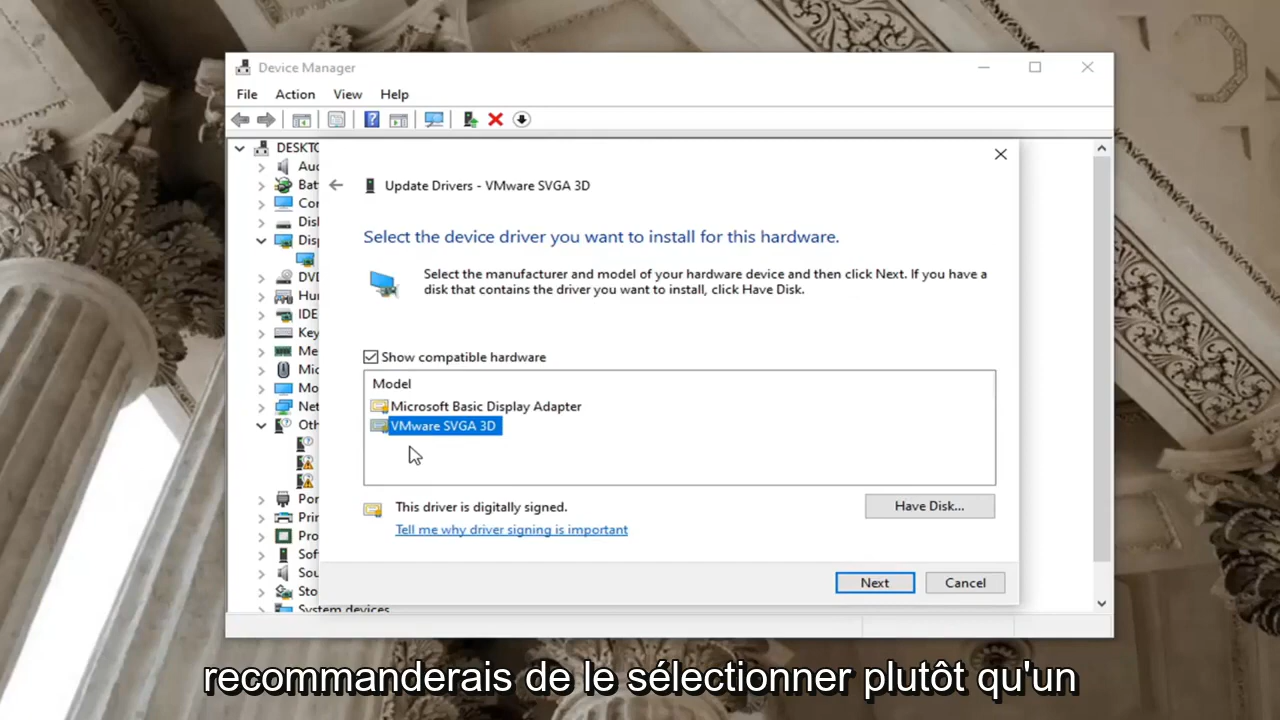 Device Manager
File Action View Help
DESKTO
Aud
Bat
Cor
Disl
Disp
DVD
Hur
IDE
Key
Me
Mic
Mo
Net
Oth
Por
Prin
Pro
Sof
Sou
Sto
System devices
Update Drivers - VMware SVGA 3D
Select the device driver you want to install for this hardware.
Select the manufacturer and model of your hardware device and then click Next. If you have a
disk that contains the driver you want to install, click Have Disk.
Show compatible hardware
Model
Microsoft Basic Display Adapter
VMware SVGA 3D
This driver is digitally signed.
Have Disk...
Tell me why driver signing is important
Next Cancel
recommanderais de le sélectionner plutôt qu'un